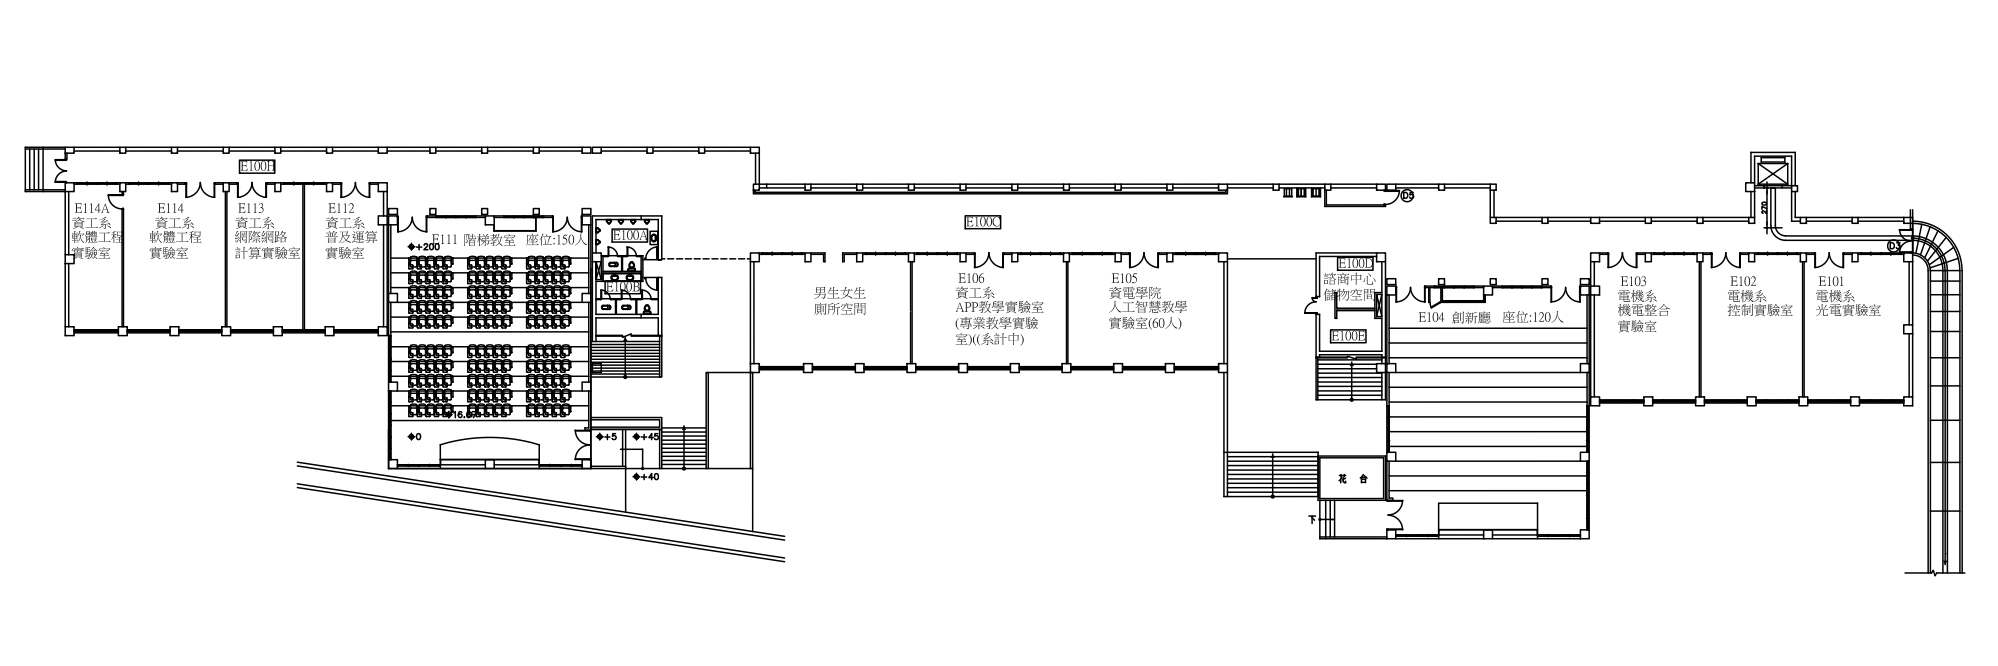 E100H
E114A
資工系
軟體工程
實驗室
E114
資工系
軟體工程
實驗室
E113
資工系
網際網路
計算實驗室
E112
資工系
普及運算
實驗室
E111 階梯教室 座位:150人
+200
±0
E100A
E100B
+5
+45
+40
E100C
男生女生
廁所空間
E106
資工系
APP教學實驗室
(專業教學實驗
室)((系計中)
E105
資電學院
人工智慧教學
實驗室(60人)
D5
E100D
諮商中心
儲物空間
E100E
E104 創新廳 座位:120人
花 台
下
270
D3
E103
電機系
機電整合
實驗室
E102
電機系
控制實驗室
E101
電機系
光電實驗室